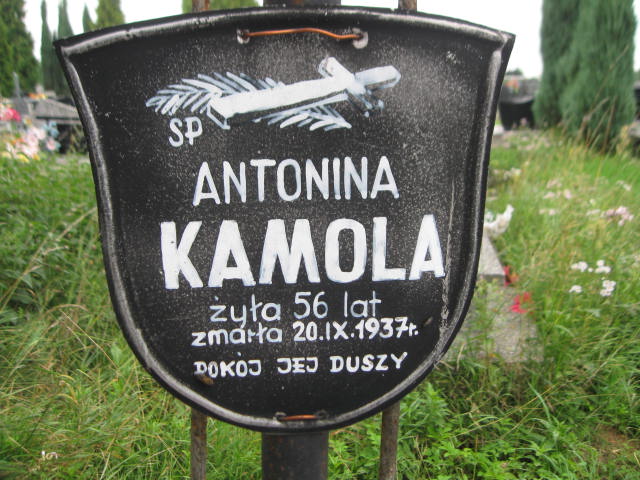 SP
ANTONINA
KAMOLA
żyła 56 lat
zmarła 20.IX.1937r.
POKÓJ JEJ DUSZY